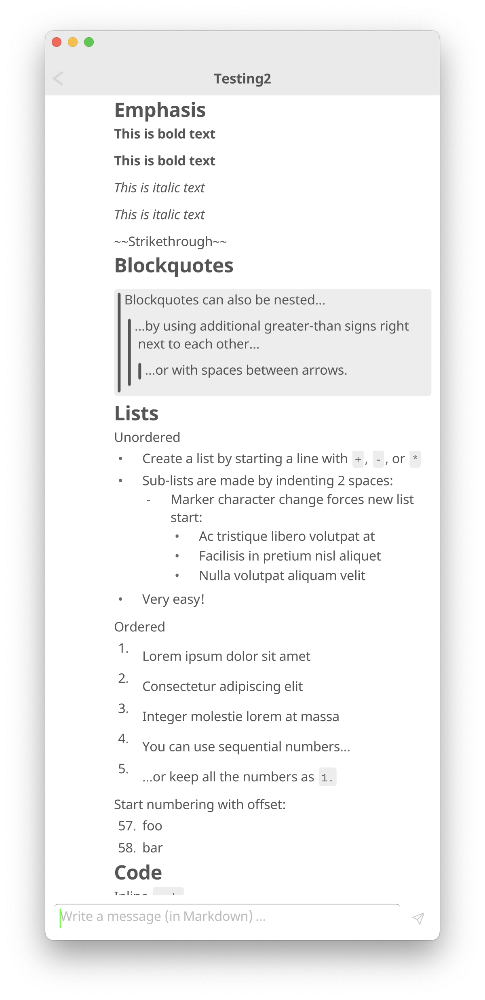 Testing2
Emphasis
This is bold text
This is bold text
This is italic text
This is italic text
~~Strikethrough~~
Blockquotes
Blockquotes can also be nested...
...by using additional greater-than signs right
next to each other...
...or with spaces between arrows.
Lists
Unordered
• Create a list by starting a line with +, -, or *
• Sub-lists are made by indenting 2 spaces:
- Marker character change forces new list
start:
• Ac tristique libero volutpat at
• Facilisis in pretium nisl aliquet
• Nulla volutpat aliquam velit
• Very easy!
Ordered
1. Lorem ipsum dolor sit amet
2. Consectetur adipiscing elit
3. Integer molestie lorem at massa
4. You can use sequential numbers...
5. ...or keep all the numbers as 1.
Start numbering with offset:
57. foo
58. bar
Code
Inline code
Write a message (in Markdown) ...